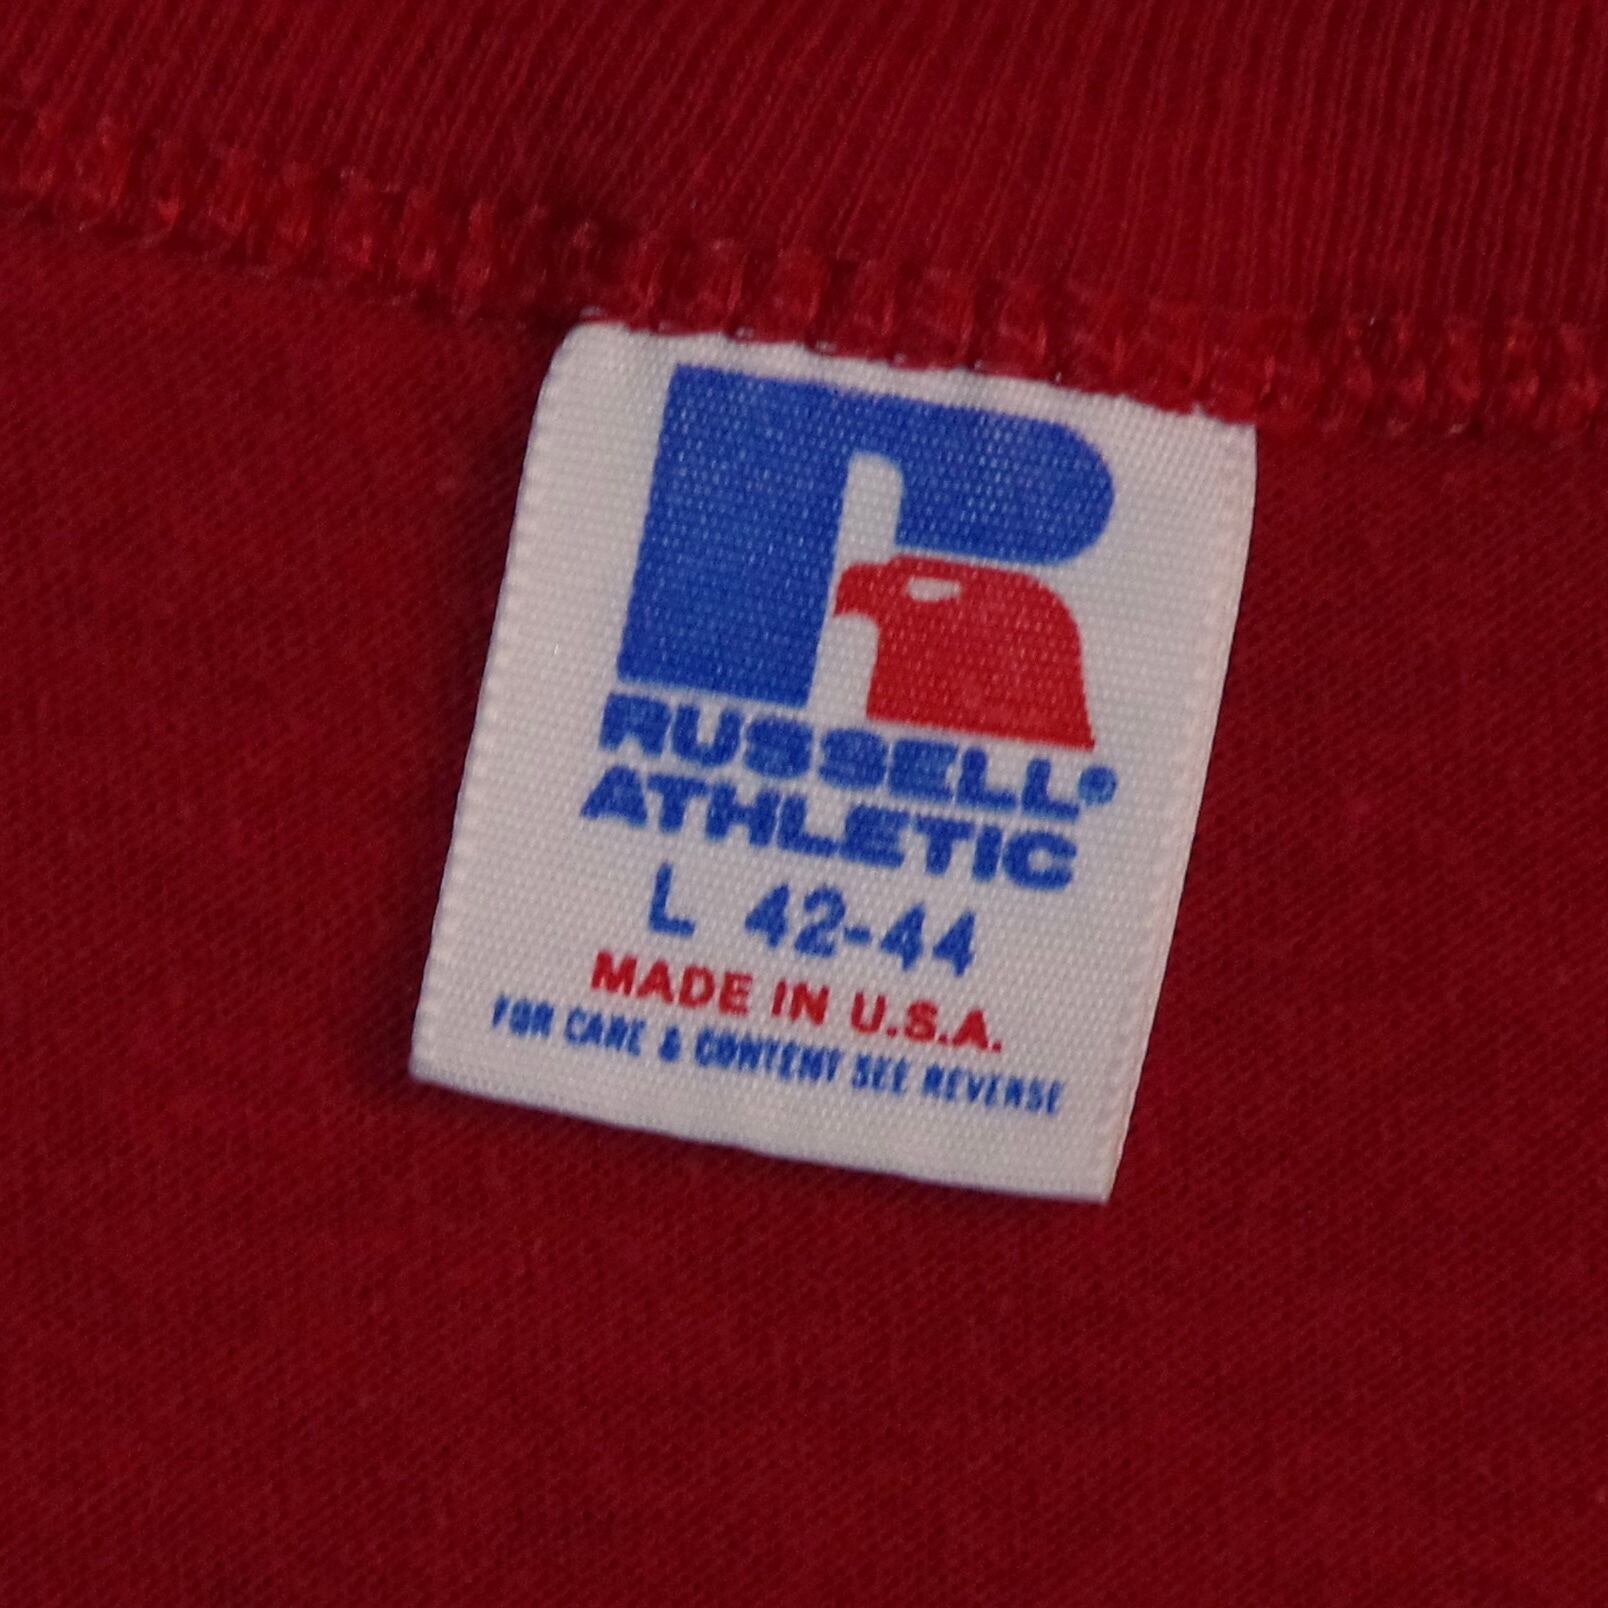 RUSSELL®
ATHLETIC
L 42-44
MADE IN U.S.A.
FOR CARE & CONTENT SEE REVERSE